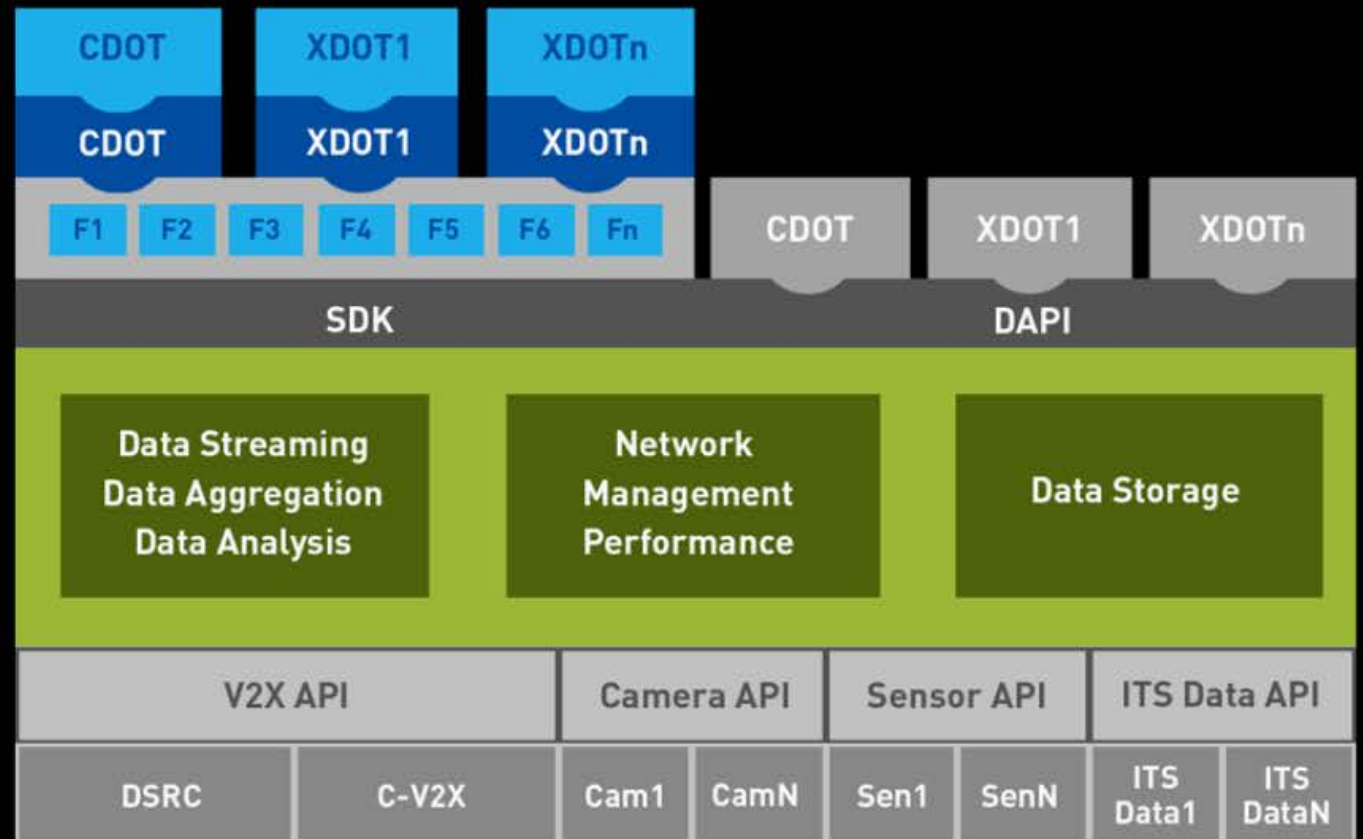 CDOT
XDOT1
XDOTn
CDOT
XDOT1
XDOTn
F1
F2
F3
F4
F5
F6
Fn
CDOT
XDOT1
XDOTn
SDK
DAPI
Data Streaming
Data Aggregation
Data Analysis
Network
Management
Performance
Data Storage
V2X API
Camera API
Sensor API
ITS Data API
DSRC
C-V2X
Cam1
CamN
Sen1
SenN
ITS
Data1
ITS
DataN